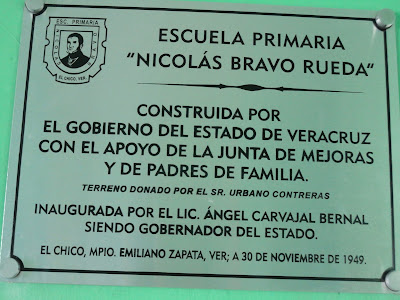 ESC. PRIMARIA
EL CHICO, VER.
ESCUELA PRIMARIA
"NICOLÁS BRAVO RUEDA"
CONSTRUIDA POR
EL GOBIERNO DEL ESTADO DE VERACRUZ
CON EL APOYO DE LA JUNTA DE MEJORAS
Y DE PADRES DE FAMILIA.
TERRENO DONADO POR EL SR. URBANO CONTRERAS
INAUGURADA POR EL LIC. ÁNGEL CARVAJAL BERNAL
SIENDO GOBERNADOR DEL ESTADO.
EL CHICO, MPIO. EMILIANO ZAPATA, VER; A 30 DE NOVIEMBRE DE 1949.